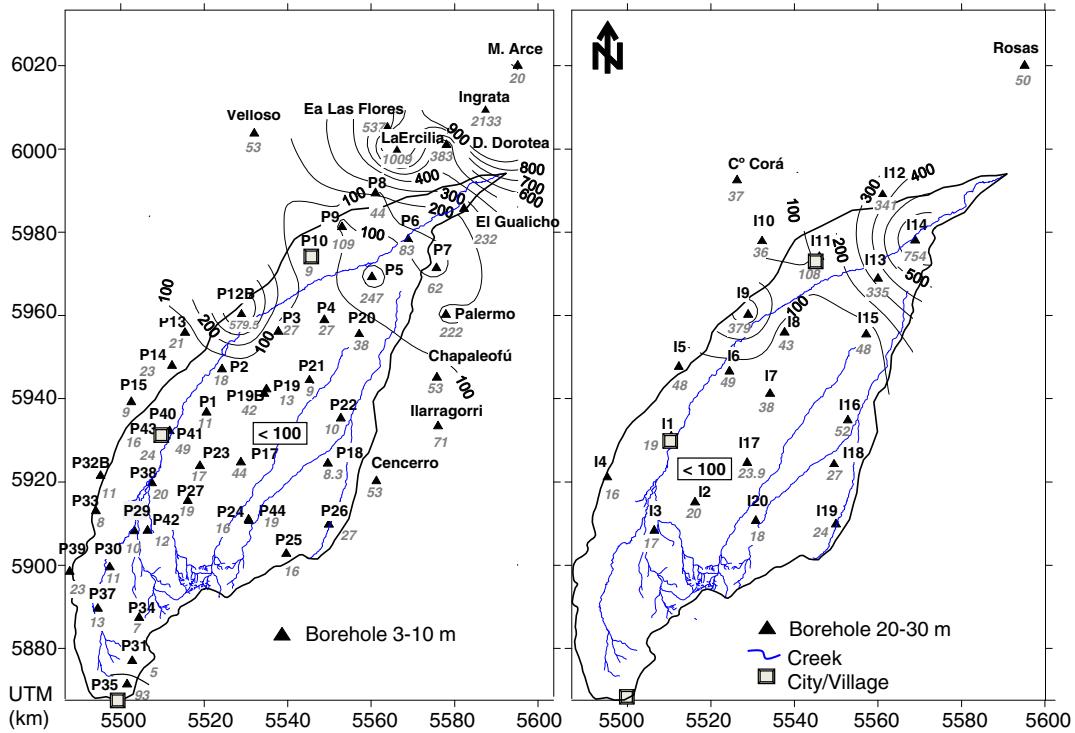 M. Arce
20
Ingrata
2133
Ea Las Flores
537
Velloso
53
LaErcilia
1009
900
383
D. Dorotea
800
700
600
400
300
200
100
P8
44
El Gualicho
232
P9
109
P6
83
100
P7
62
P10
9
P5
247
P12B
579.5
100
200
100
P13
21
P3
27
P4
27
P20
38
Palermo
222
P14
23
P2
18
Chapaleofú
53
100
P15
9
P19B
42
P19
13
P21
9
P1
11
P22
10
Ilarragorri
71
P40
P43
16
24
P41
49
< 100
P23
17
P17
44
P18
8.3
Cencerro
53
P32B
11
P38
20
P27
19
P33
8
P29
10
P42
12
P24
16
P44
19
P26
27
P39
23
P30
11
P25
16
P37
13
P34
7
P31
5
P35
93
Borehole 3-10 m
6020
6000
5980
5960
5940
5920
5900
5880
UTM
(km)
5500
5520
5540
5560
5580
5600
N
Rosas
50
Cº Corá
37
I12
341
300
400
I10
36
100
I11
108
200
I14
754
I13
335
500
I9
379
100
I8
43
I15
48
I5
48
I6
49
I7
38
I16
52
I1
19
< 100
I17
23.9
I18
27
I4
16
I2
20
I3
17
I20
18
I19
24
Borehole 20-30 m
Creek
City/Village
5500
5520
5540
5560
5580
5600